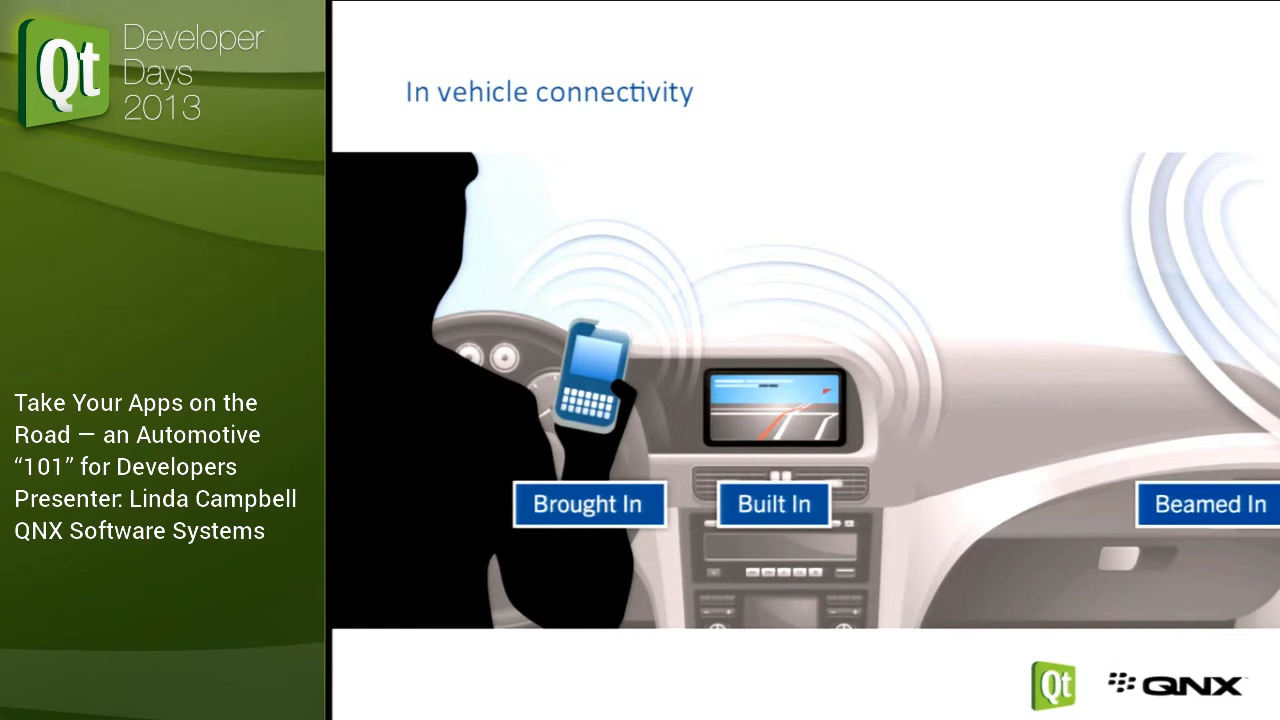 Qt
Developer
Days
2013
Take Your Apps on the
Road — an Automotive
“101” for Developers
Presenter: Linda Campbell
QNX Software Systems
In vehicle connectivity
Brought In
Built In
Beamed In
Qt
QNX